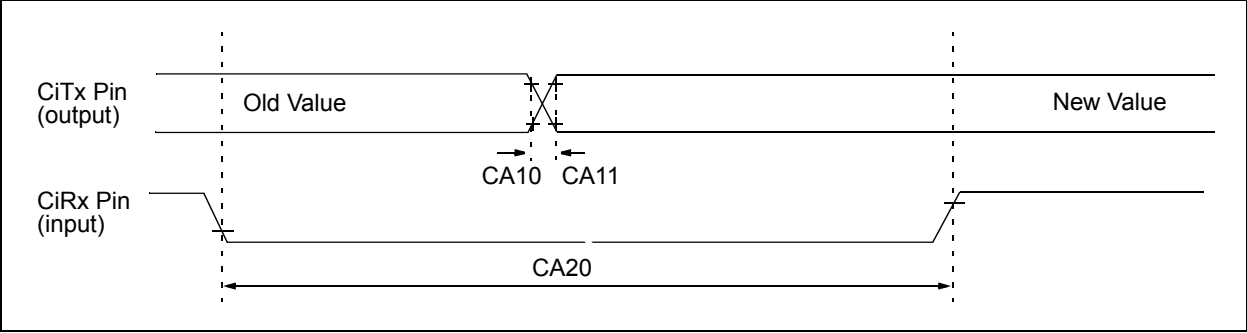 CiTx Pin
(output)
Old Value
New Value
CA10 CA11
CiRx Pin
(input)
CA20